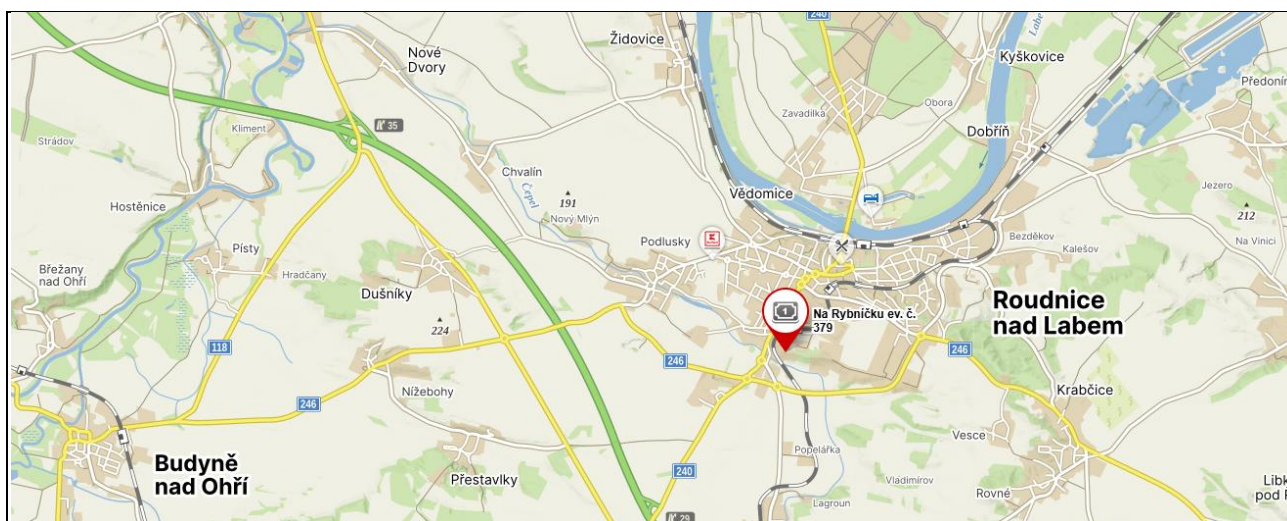 240
Labe
Židovice
Nové
Dvory
Kyškovice
Předonín
35
Zavadilka
Obora
Kliment
Strádov
Dobříň
Chvalín
Čepel
191
Vědomice
Jezero
212
Hostěnice
Nový Mlýn
Podlusky
Bezděkov
Kalešov
Na Vinici
Písty
Hradčany
Břežany
nad Ohří
Dušníky
Roudnice
nad Labem
1
Na Rybníčku ev. č.
379
224
118
246
246
246
Nížebohy
Krabčice
246
Vesce
Budyně
nad Ohří
Přestavlky
240
Popelářka
Vladimírov
Lagroun
Rovné
29